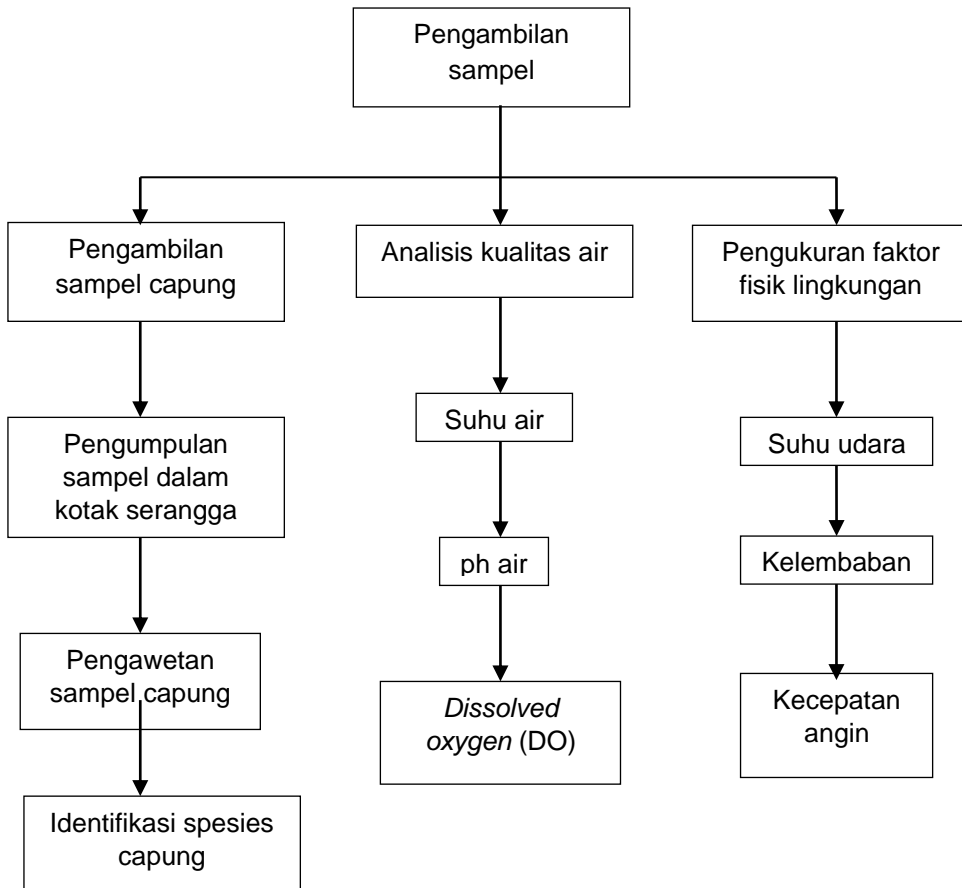 Pengambilan
sampel
Pengambilan
sampel capung
Analisis kualitas air
Pengukuran faktor
fisik lingkungan
Pengumpulan
sampel dalam
kotak serangga
Suhu air
Suhu udara
ph air
Kelembaban
Pengawetan
sampel capung
Dissolved
oxygen (DO)
Kecepatan
angin
Identifikasi spesies
capung